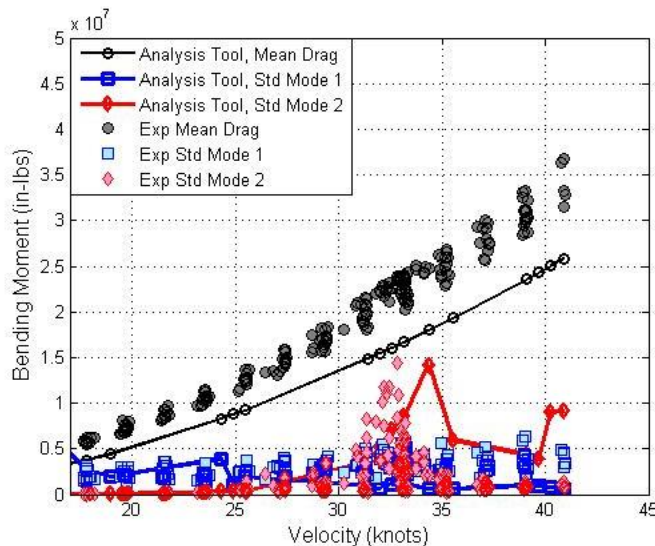 x 10⁷
5
4.5
4
3.5
3
2.5
2
1.5
1
0.5
0
Bending Moment (in-lbs)
Analysis Tool, Mean Drag
Analysis Tool, Std Mode 1
Analysis Tool, Std Mode 2
Exp Mean Drag
Exp Std Mode 1
Exp Std Mode 2
20 25 30 35 40 45
Velocity (knots)